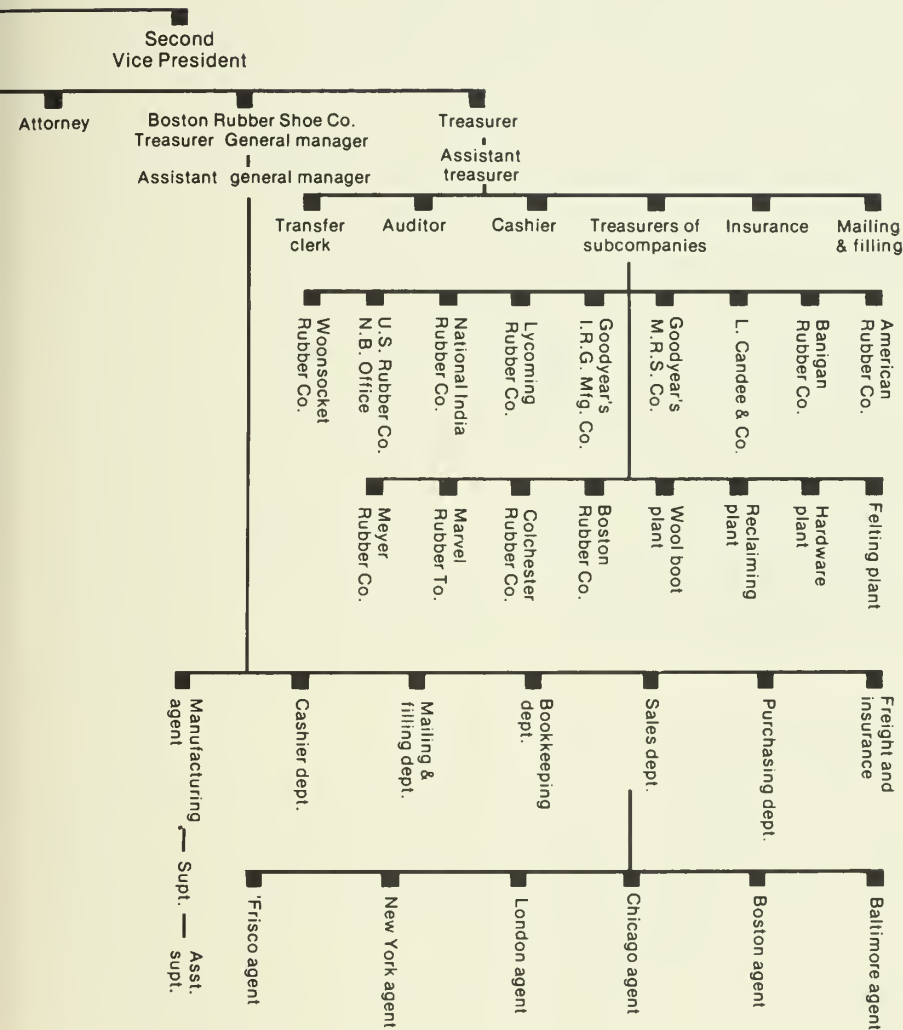 Second
Vice President
Attorney
Boston Rubber Shoe Co.
Treasurer General manager
Assistant general manager
Treasurer
Assistant
treasurer
Transfer
clerk
Auditor
Cashier
Treasurers of
subcompanies
Insurance
Mailing
& filling
Woonsocket
Rubber Co.
U.S. Rubber Co.
N.B. Office
National India
Rubber Co.
Lycoming
Rubber Co.
Goodyear's
I.R.G. Mfg. Co.
Goodyear's
M.R.S. Co.
L. Candee & Co.
Banigan
Rubber Co.
American
Rubber Co.
Meyer
Rubber Co.
Marvel
Rubber To.
Colchester
Rubber Co.
Boston
Rubber Co.
Wool boot
plant
Reclaiming
plant
Hardware
plant
Felting plant
Manufacturing — Supt. — Asst.
agent supt.
Cashier dept.
Mailing &
filling dept.
Bookkeeping
dept.
Sales dept.
Purchasing dept.
Freight and
insurance
'Frisco agent
New York agent
London agent
Chicago agent
Boston agent
Baltimore agent